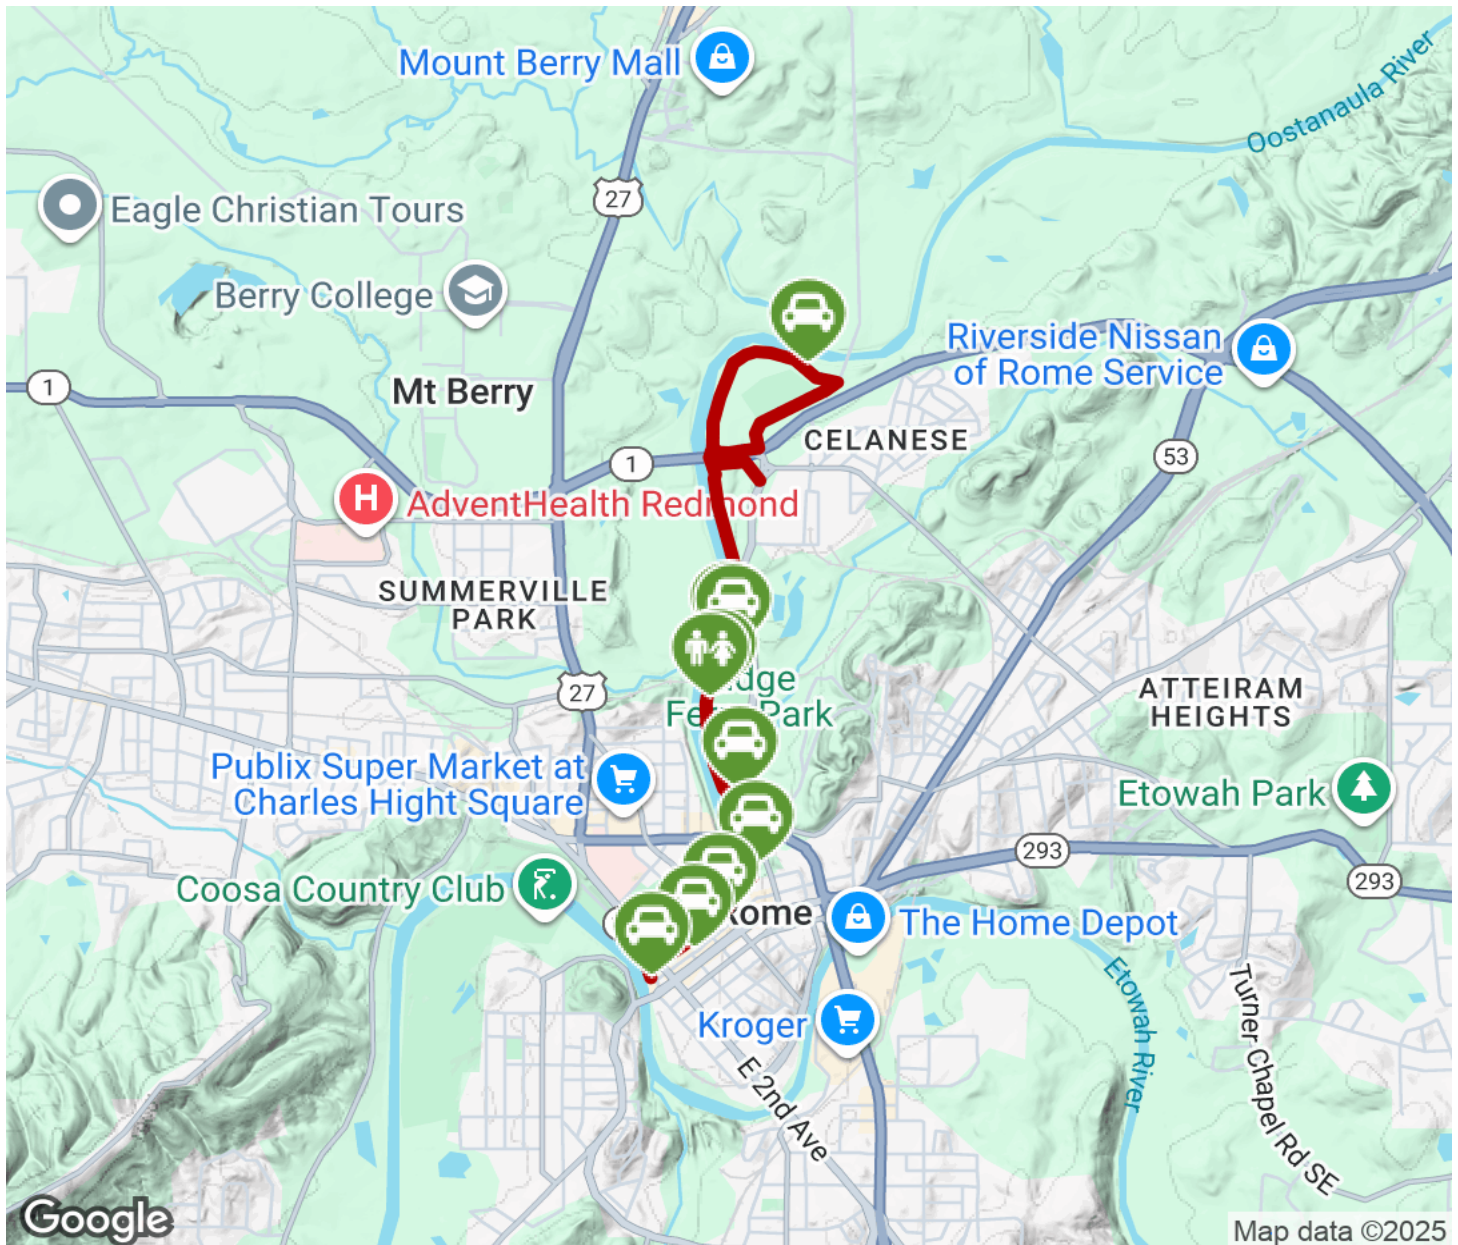 Mount Berry Mall
Oostanaula River
27
Eagle Christian Tours
Berry College
Riverside Nissan
of Rome Service
1
Mt Berry
CELANESE
1
53
H
AdventHealth Redmond
SUMMERVILLE
PARK
27
Park
ATTEIRAM
HEIGHTS
Publix Super Market at
Charles Hight Square
Etowah Park
293
293
Coosa Country Club
Rome
The Home Depot
Etowah River
Turner Chapel Rd SE
Kroger
E 2nd Ave
Google
Map data ©2025